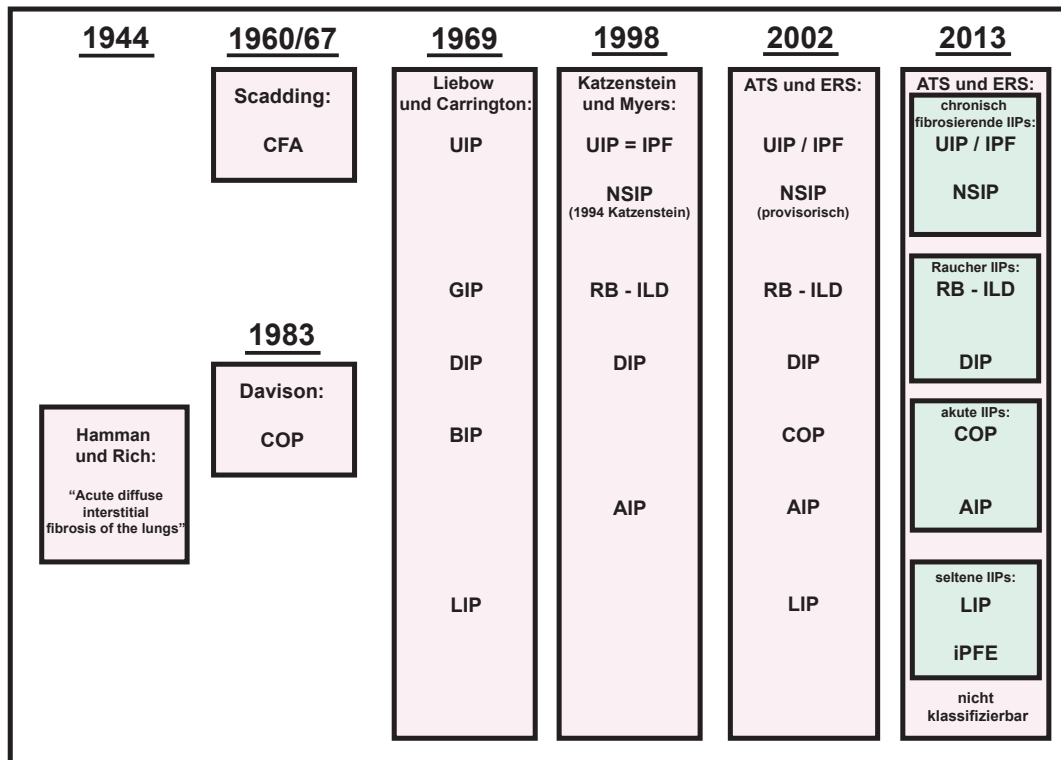 1944
Hamman
und Rich:
“Acute diffuse
interstitial
fibrosis of the lungs”
1960/67
Scadding:
CFA
1983
Davison:
COP
1969
Liebow
und Carrington:
UIP
GIP
DIP
BIP
LIP
1998
Katzenstein
und Myers:
UIP = IPF
NSIP
(1994 Katzenstein)
RB - ILD
DIP
AIP
2002
ATS und ERS:
UIP / IPF
NSIP
(provisorisch)
RB - ILD
DIP
COP
AIP
LIP
2013
ATS und ERS:
chronisch
fibrosierende IIPs:
UIP / IPF
NSIP
Raucher IIPs:
RB - ILD
DIP
akute IIPs:
COP
AIP
seltene IIPs:
LIP
iPFE
nicht
klassifizierbar